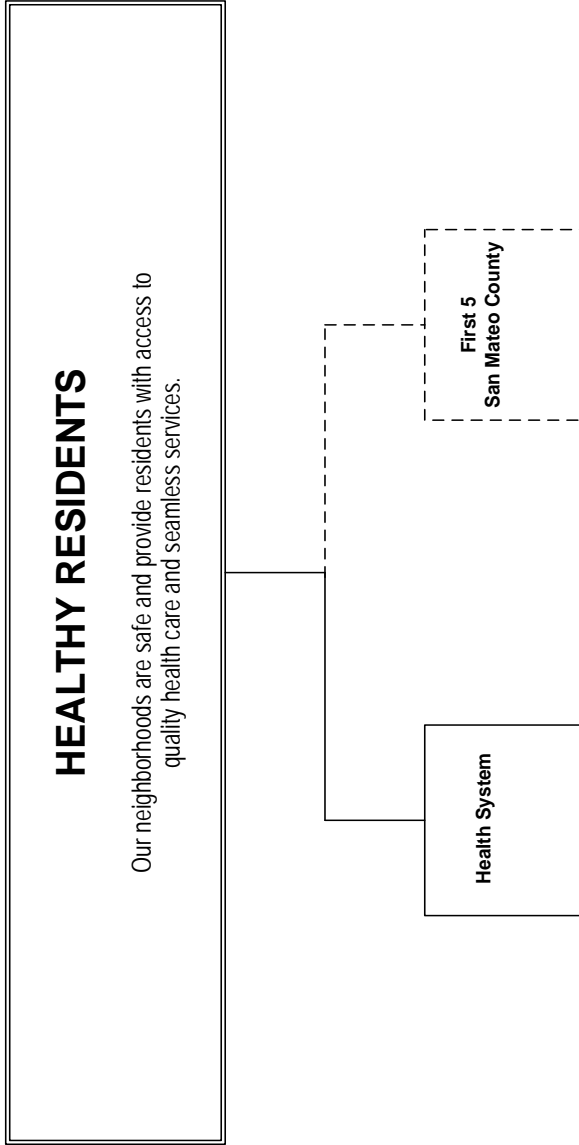 HEALTHY RESIDENTS
Our neighborhoods are safe and provide residents with access to
quality health care and seamless services.
Health System
First 5
San Mateo County